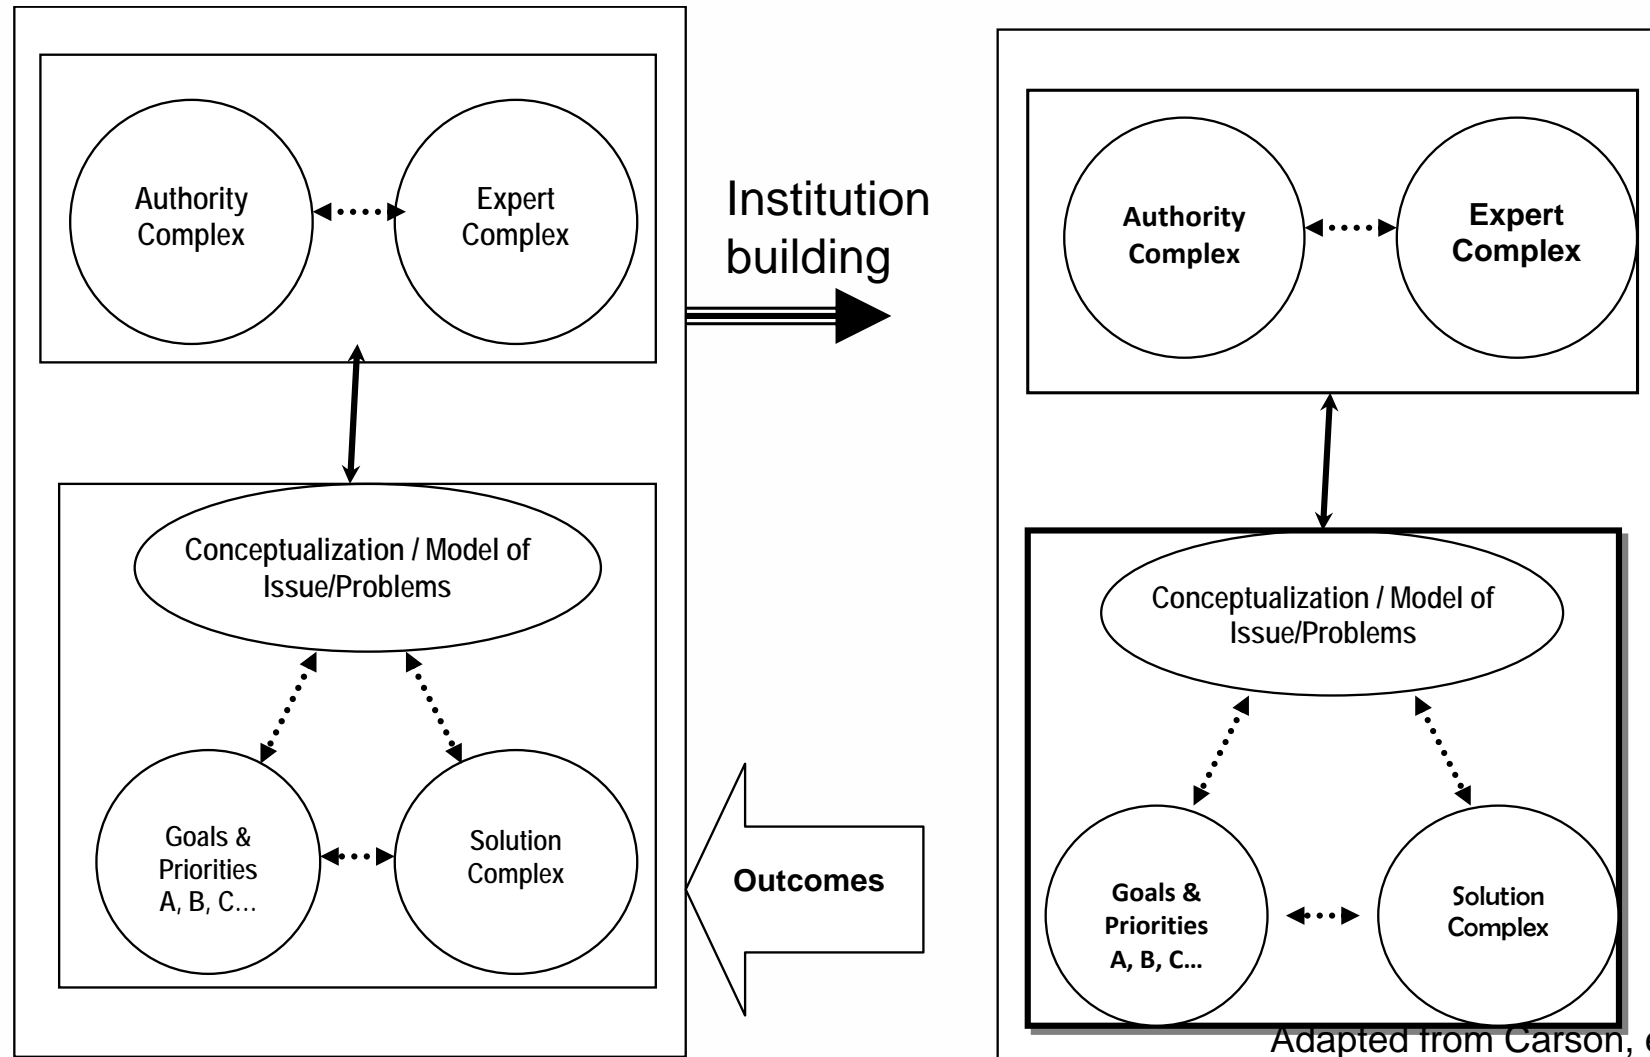 Authority
Complex
Expert
Complex
Conceptualization / Model of
Issue/Problems
Goals &
Priorities
A, B, C...
Solution
Complex
Institution
building
Outcomes
Authority
Complex
Expert
Complex
Conceptualization / Model of
Issue/Problems
Goals &
Priorities
A, B, C...
Solution
Complex
Adapted from Carson,